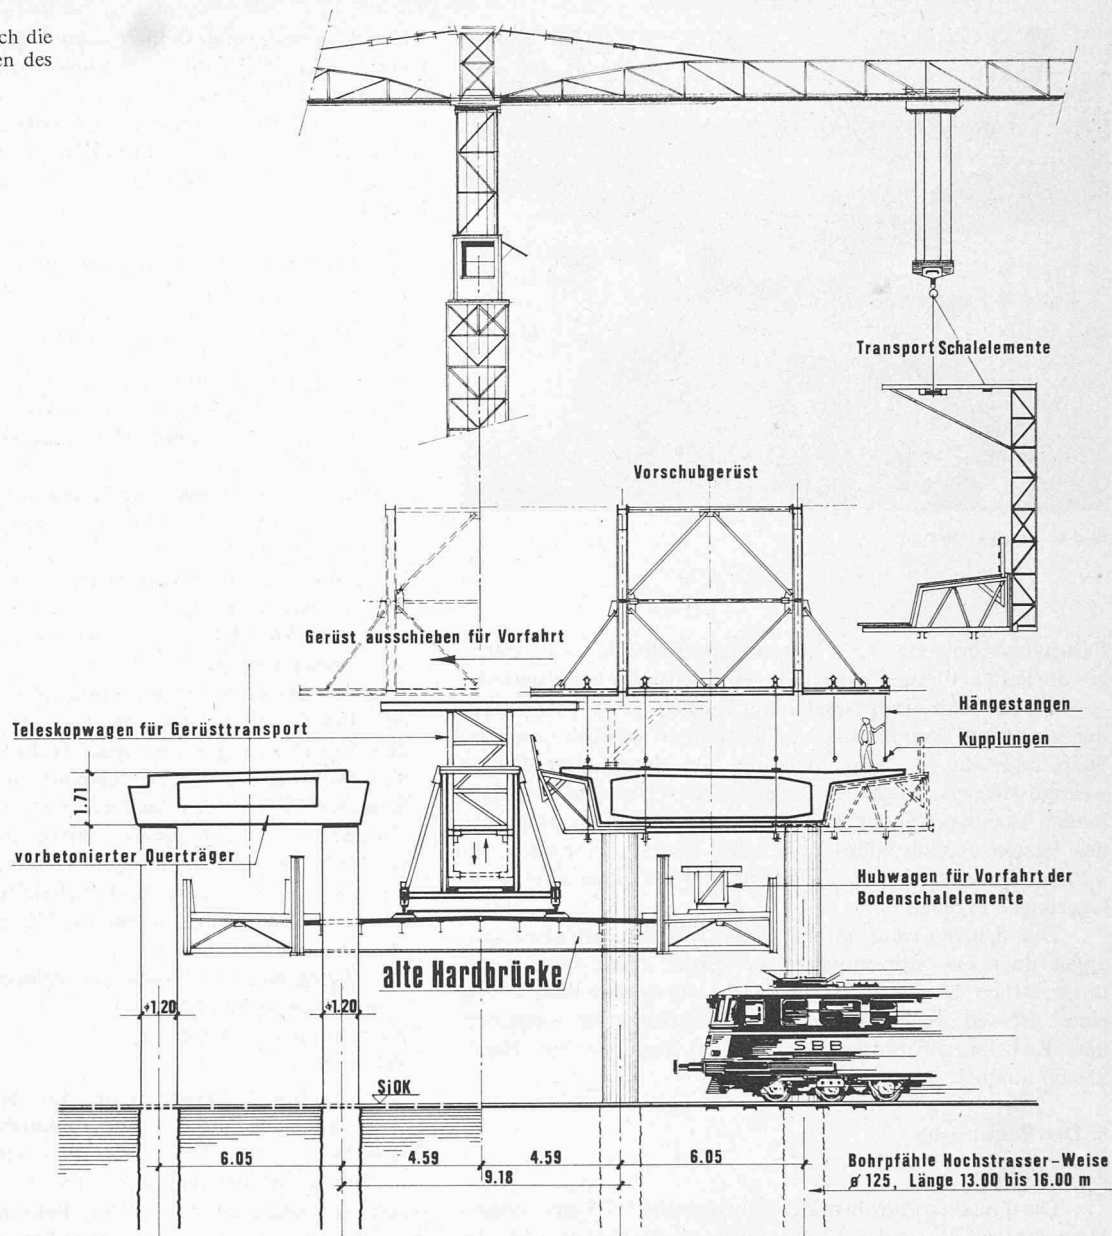 ch die
en des
Transport Schalelemente
Vorschubgerüst
Gerüst ausschieben für Vorfahrt
Hängestangen
Teleskopwagen für Gerüsttransport
Kupplungen
1.71
vorbetonierter Querträger
Hubwagen für Vorfahrt der
Bodenschalelemente
alte Hardbrücke
ø1.20
ø1.20
SBB
SiOK
6.05
4.59
4.59
6.05
9.18
Bohrpfähle Hochstrasser-Weise
ø 125, Länge 13.00 bis 16.00 m